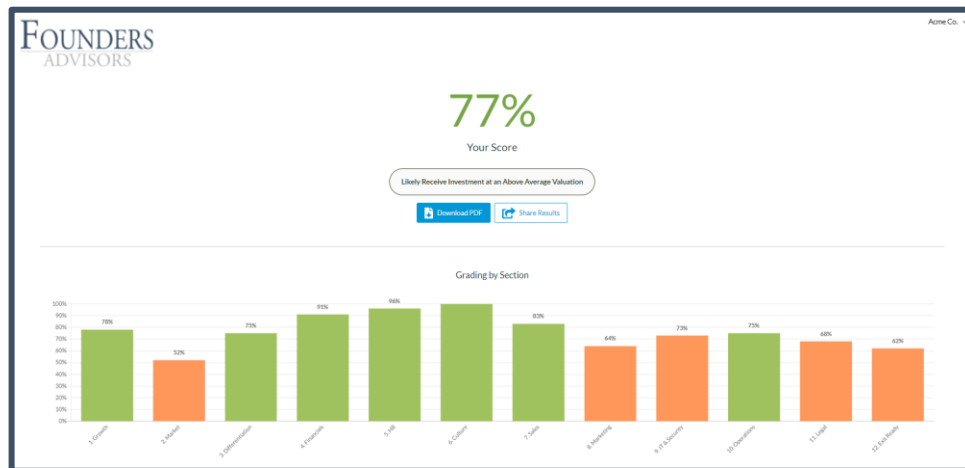 Acme Co.
FOUNDERS
ADVISORS
77%
Your Score
Likely Receive Investment at an Above Average Valuation
Download PDF
Share Results
Grading by Section
100%
90%
80%
70%
60%
50%
40%
30%
20%
10%
0%
78%
52%
75%
91%
96%
83%
64%
73%
75%
68%
62%
1. Growth
2. Market
3. Differentiation
4. Financials
5. HR
6. Culture
7. Sales
8. Marketing
9. IT & Security
10. Operations
11. Legal
12. Exit Ready